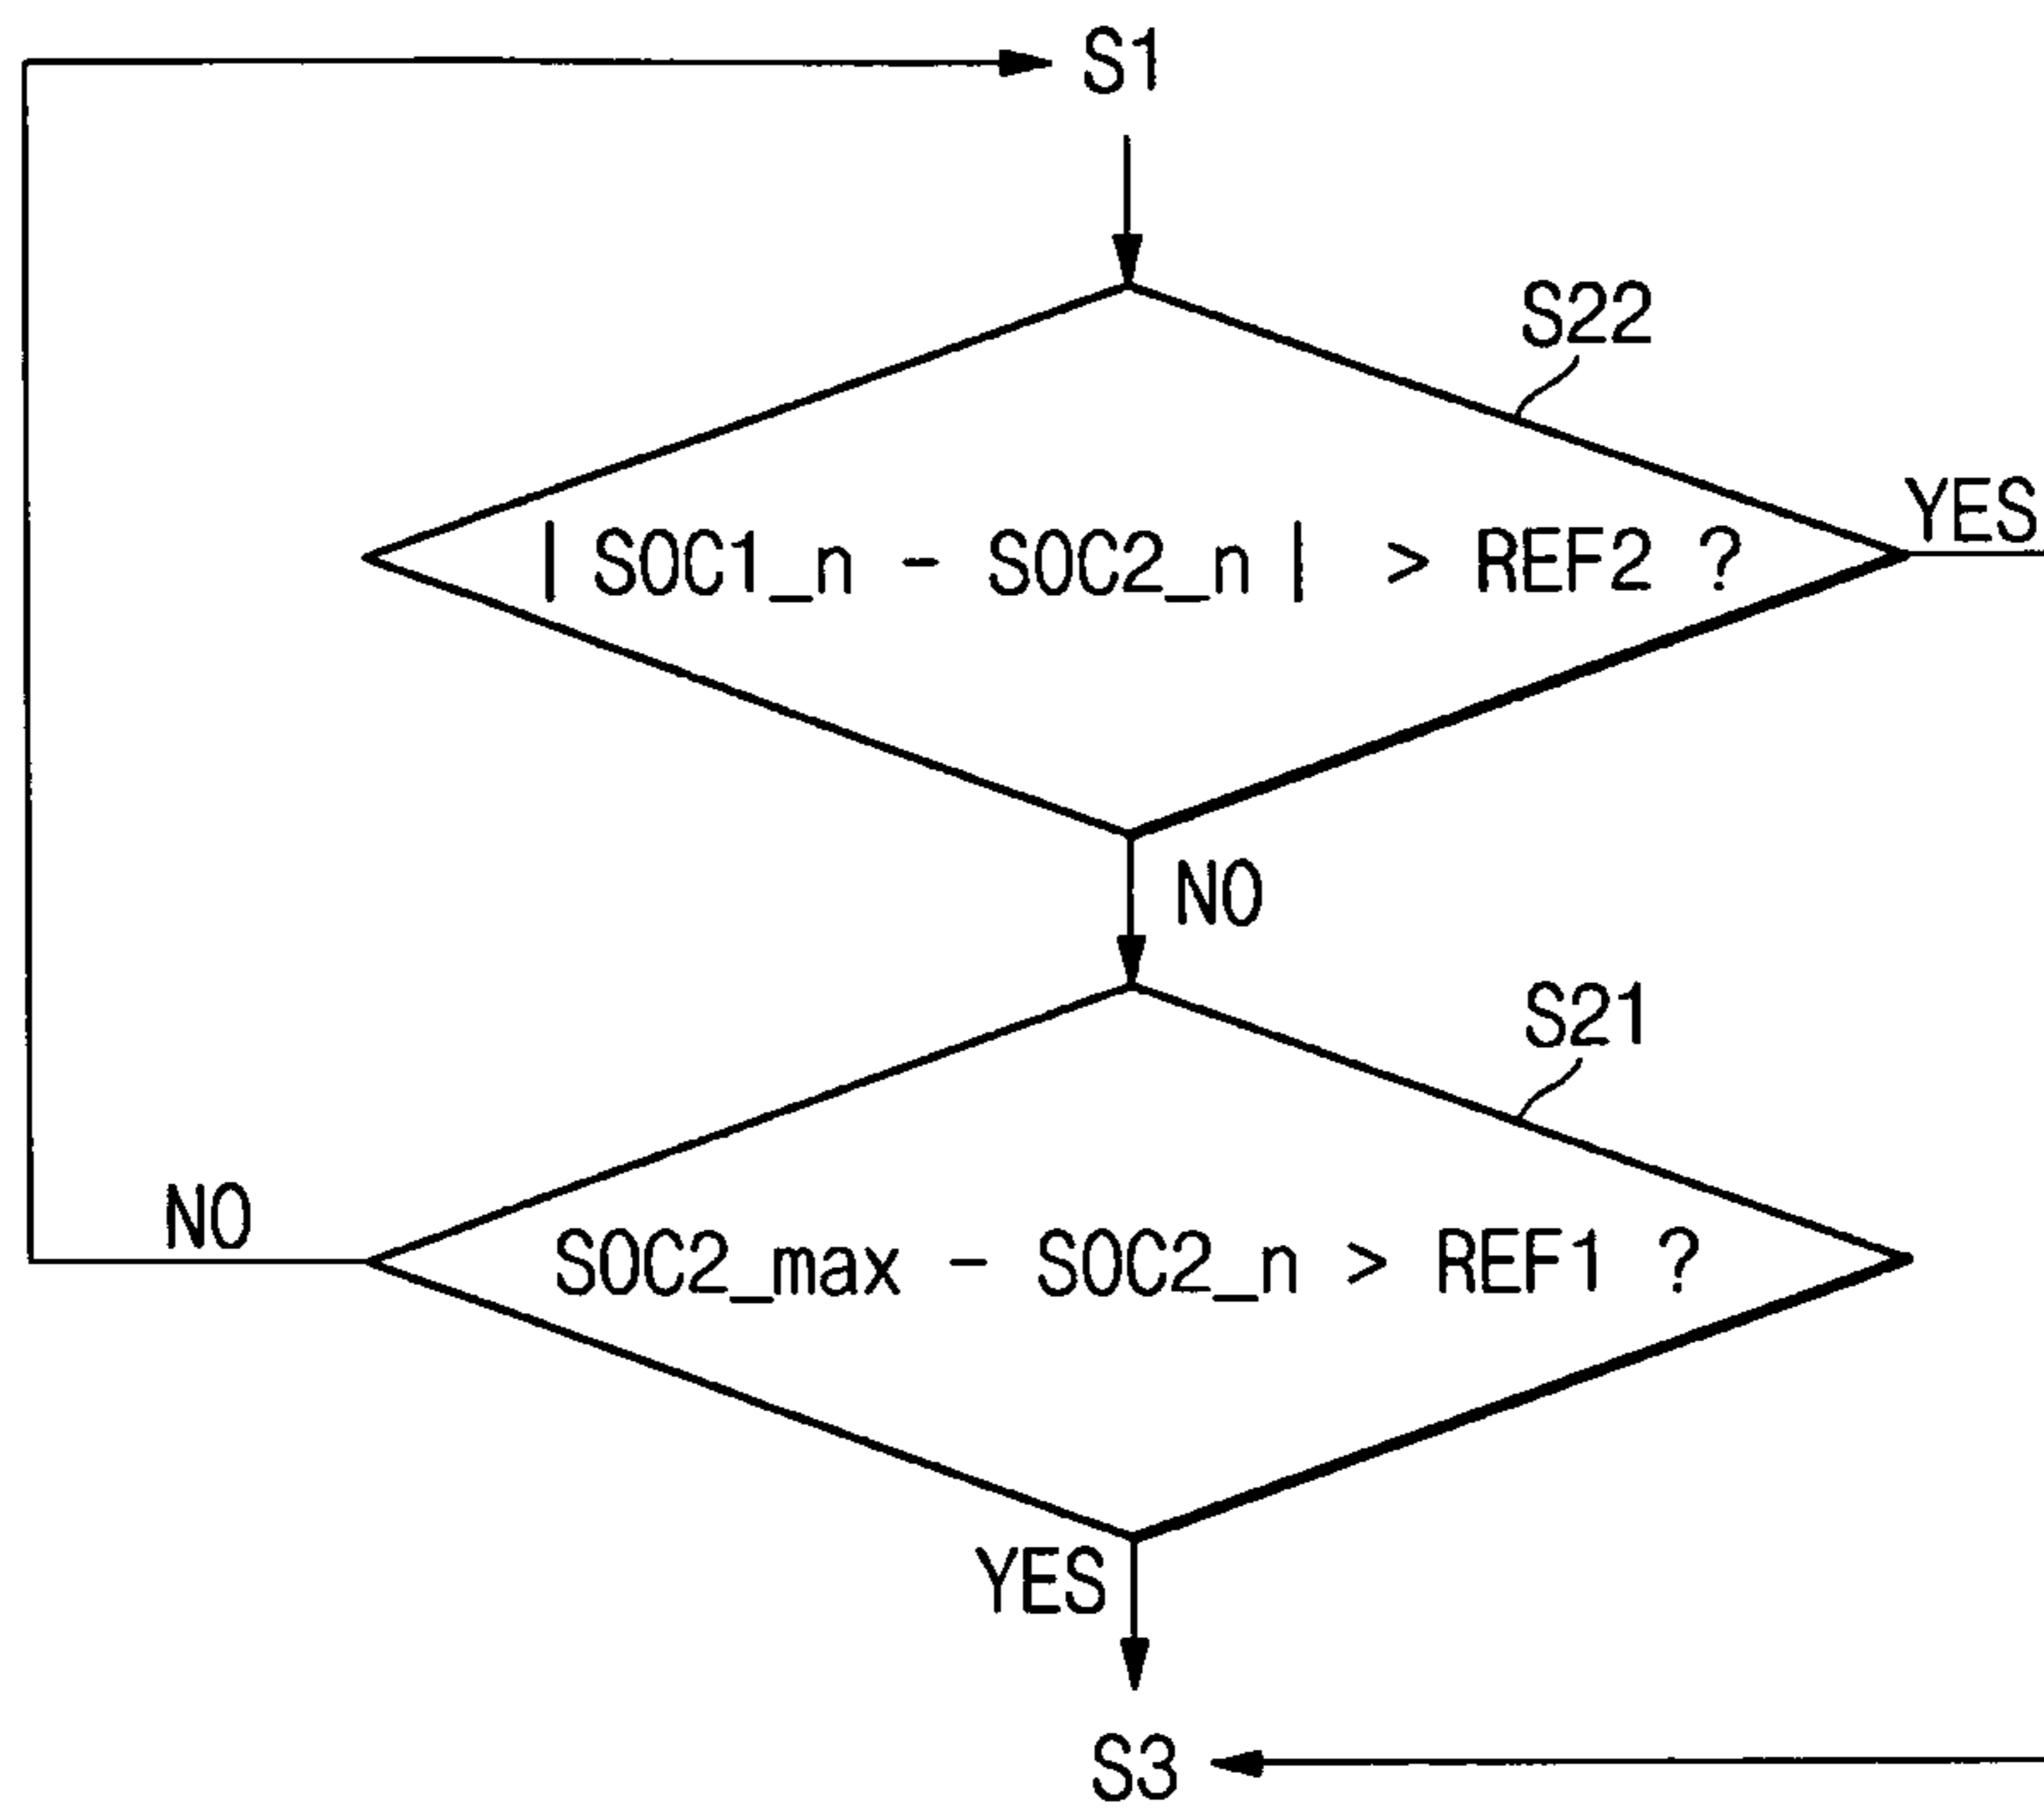 S1
S22
| SOC1_n - SOC2_n | > REF2 ?
YES
NO
S21
NO
SOC2_max - SOC2_n > REF1 ?
YES
S3